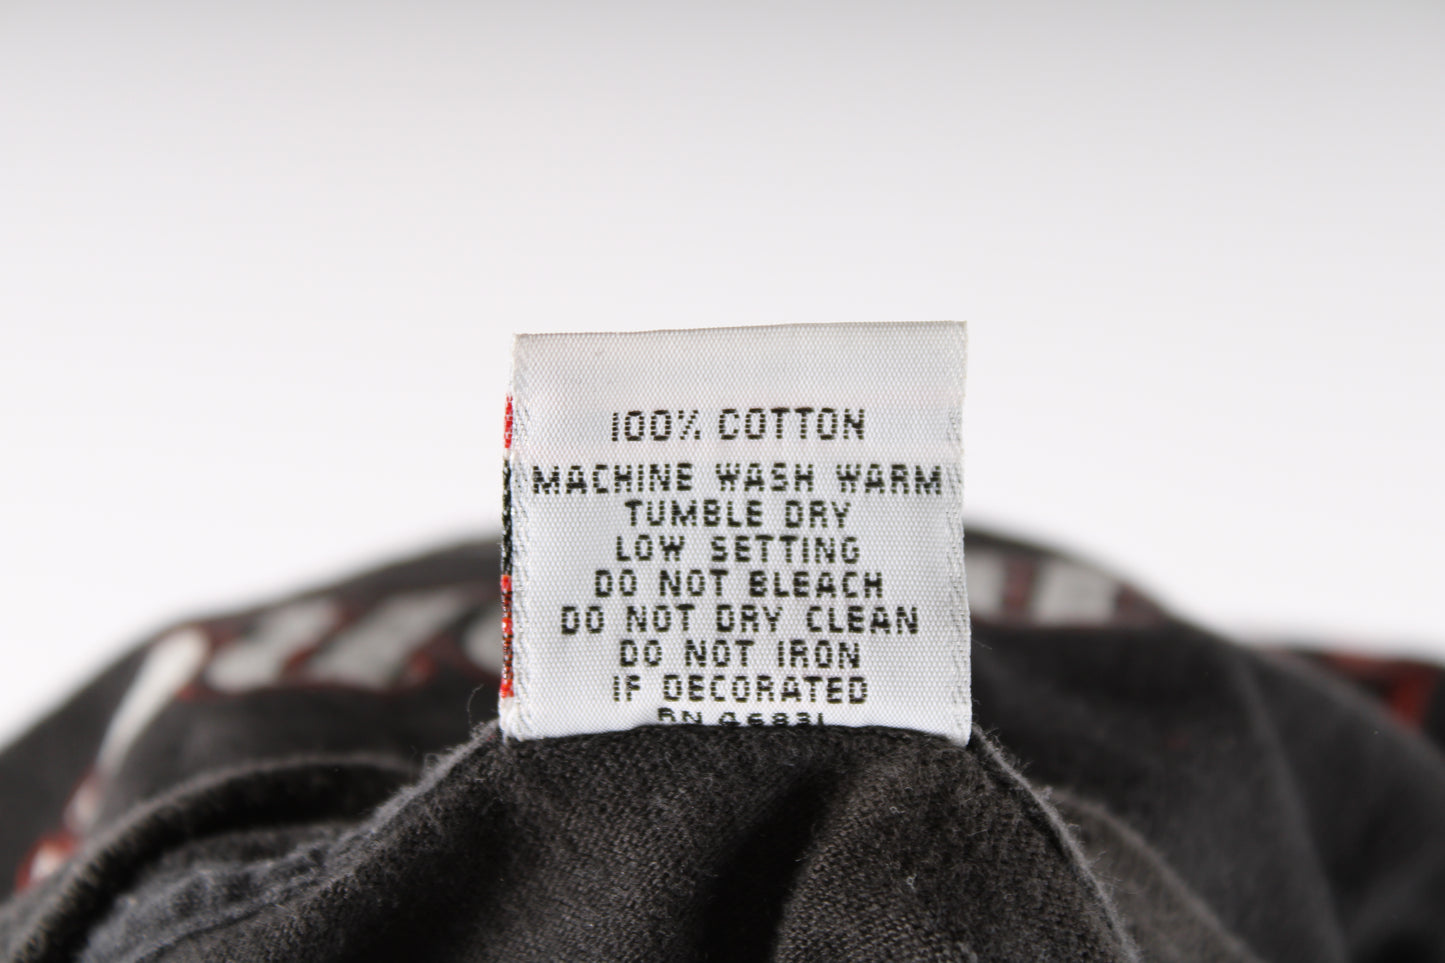 100% COTTON
MACHINE WASH WARM
TUMBLE DRY
LOW SETTING
DO NOT BLEACH
DO NOT DRY CLEAN
DO NOT IRON
IF DECORATED
RN